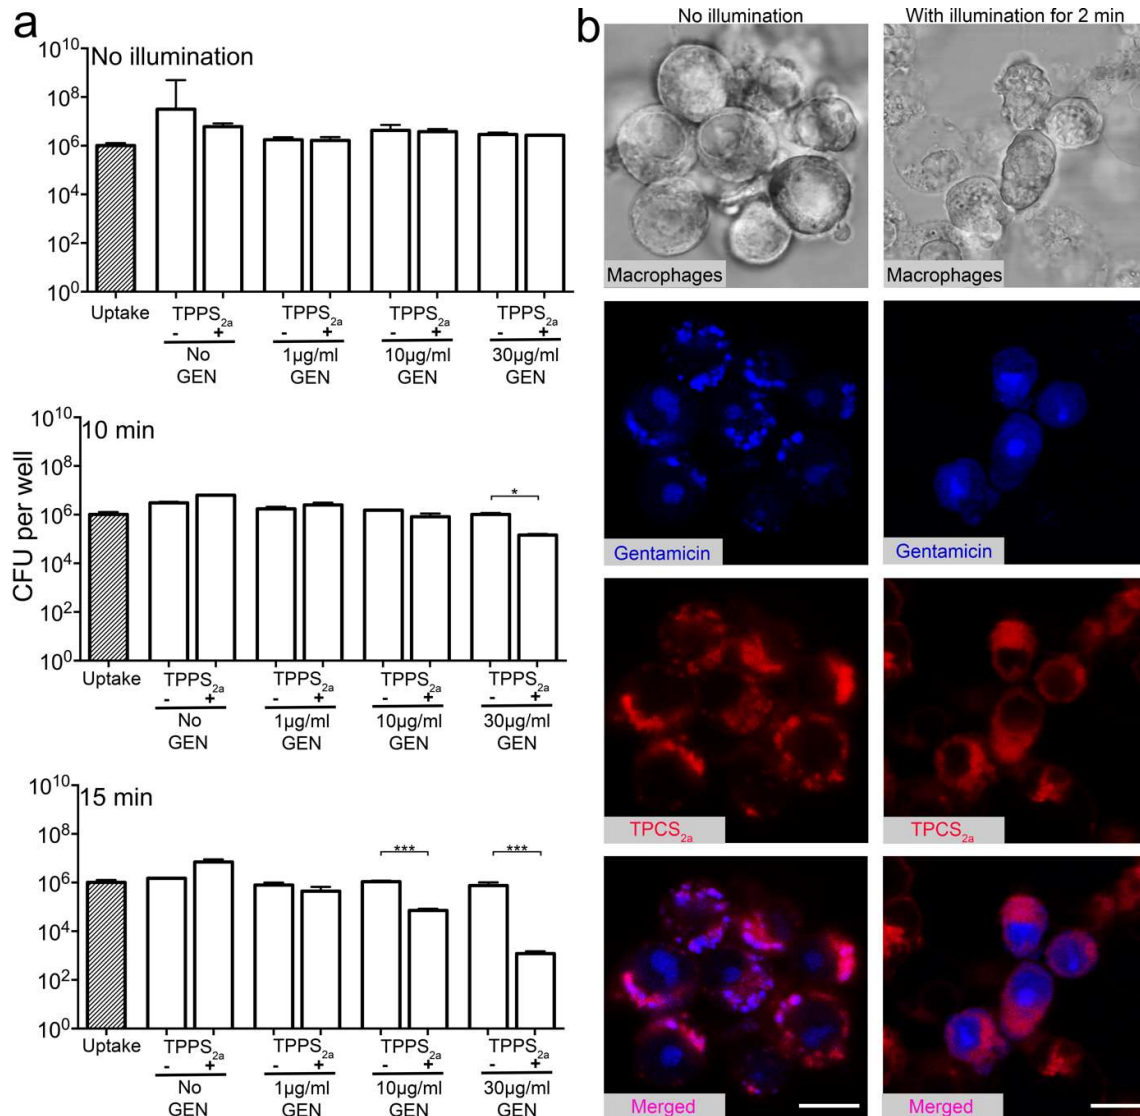 a
No illumination
10¹⁰
10⁸
10⁶
10⁴
10²
10⁰
Uptake
TPPS₂ₐ
- +
No
GEN
TPPS₂ₐ
- +
1µg/ml
GEN
TPPS₂ₐ
- +
10µg/ml
GEN
TPPS₂ₐ
- +
30µg/ml
GEN
CFU per well
10 min
10¹⁰
10⁸
10⁶
10⁴
10²
10⁰
*
Uptake
TPPS₂ₐ
- +
No
GEN
TPPS₂ₐ
- +
1µg/ml
GEN
TPPS₂ₐ
- +
10µg/ml
GEN
TPPS₂ₐ
- +
30µg/ml
GEN
15 min
10¹⁰
10⁸
10⁶
10⁴
10²
10⁰
***
***
Uptake
TPPS₂ₐ
- +
No
GEN
TPPS₂ₐ
- +
1µg/ml
GEN
TPPS₂ₐ
- +
10µg/ml
GEN
TPPS₂ₐ
- +
30µg/ml
GEN
b
No illumination
With illumination for 2 min
Macrophages
Macrophages
Gentamicin
Gentamicin
TPCS₂ₐ
TPCS₂ₐ
Merged
Merged